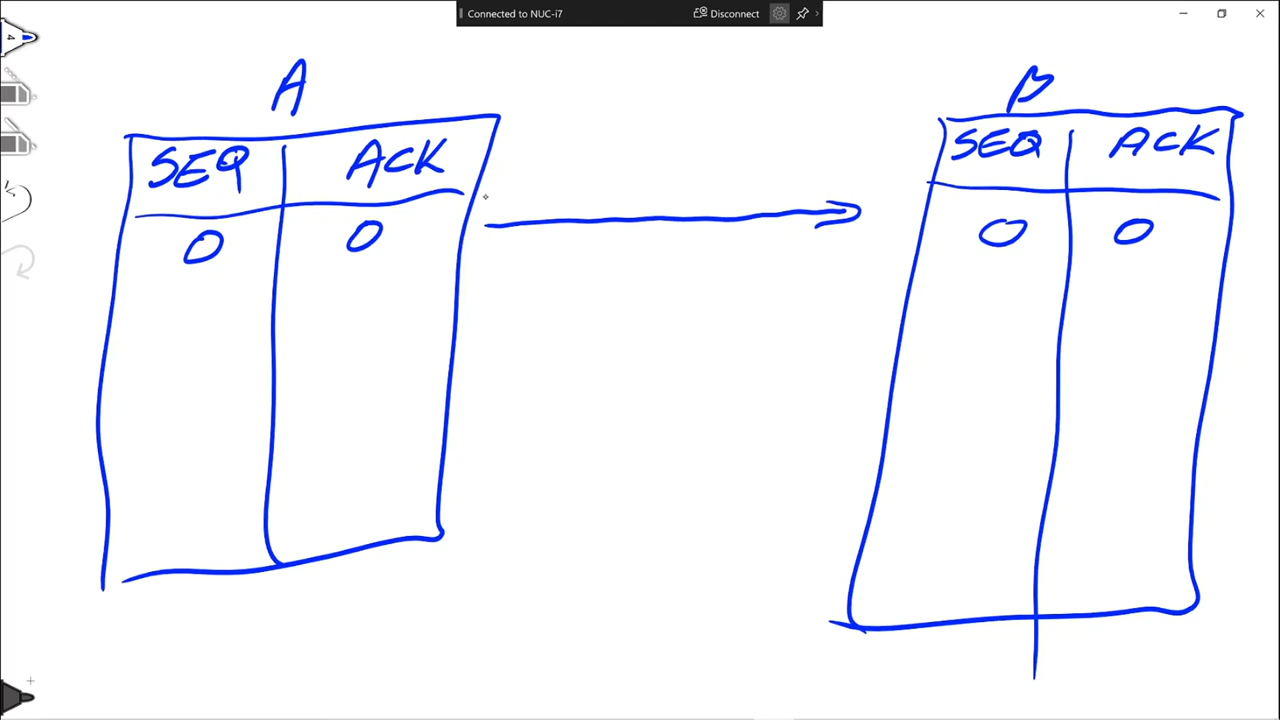 Connected to NUC-i7 Disconnect
A B
SEQ ACK SEQ ACK
0 0 0 0